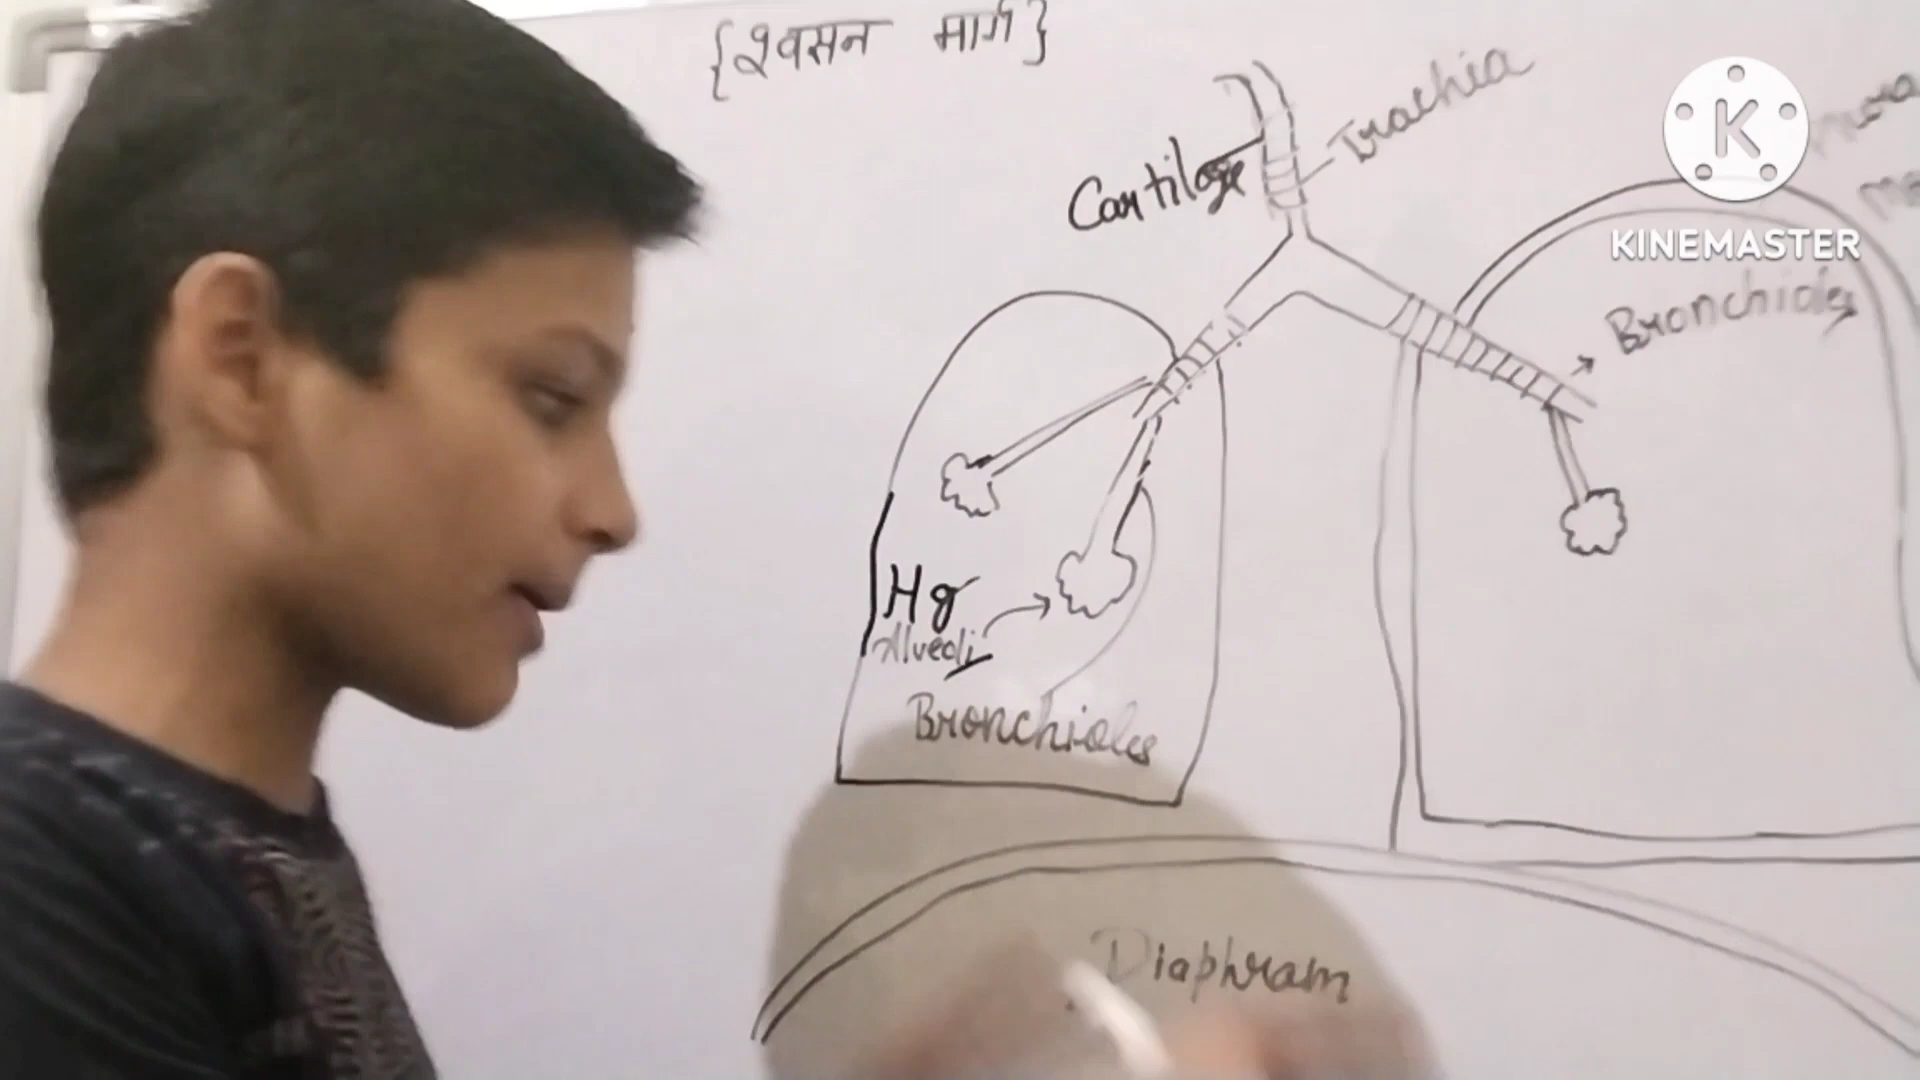 {श्वसन मार्ग}
Trachia
Cartilage
KINEMASTER
Bronchioles
Hg
Alveoli
Bronchioles
Diaphram